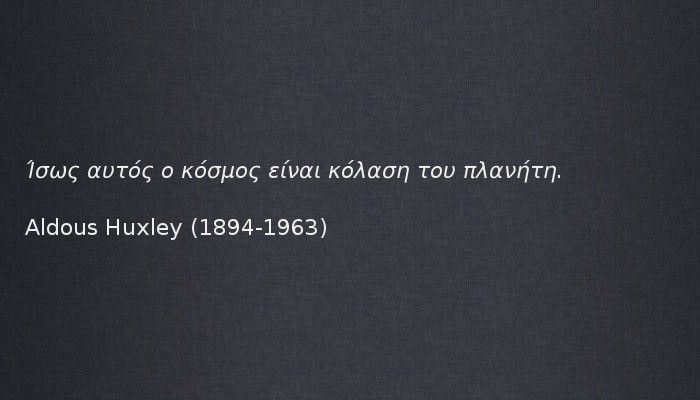 Ίσως αυτός ο κόσμος είναι κόλαση του πλανήτη.
Aldous Huxley (1894-1963)